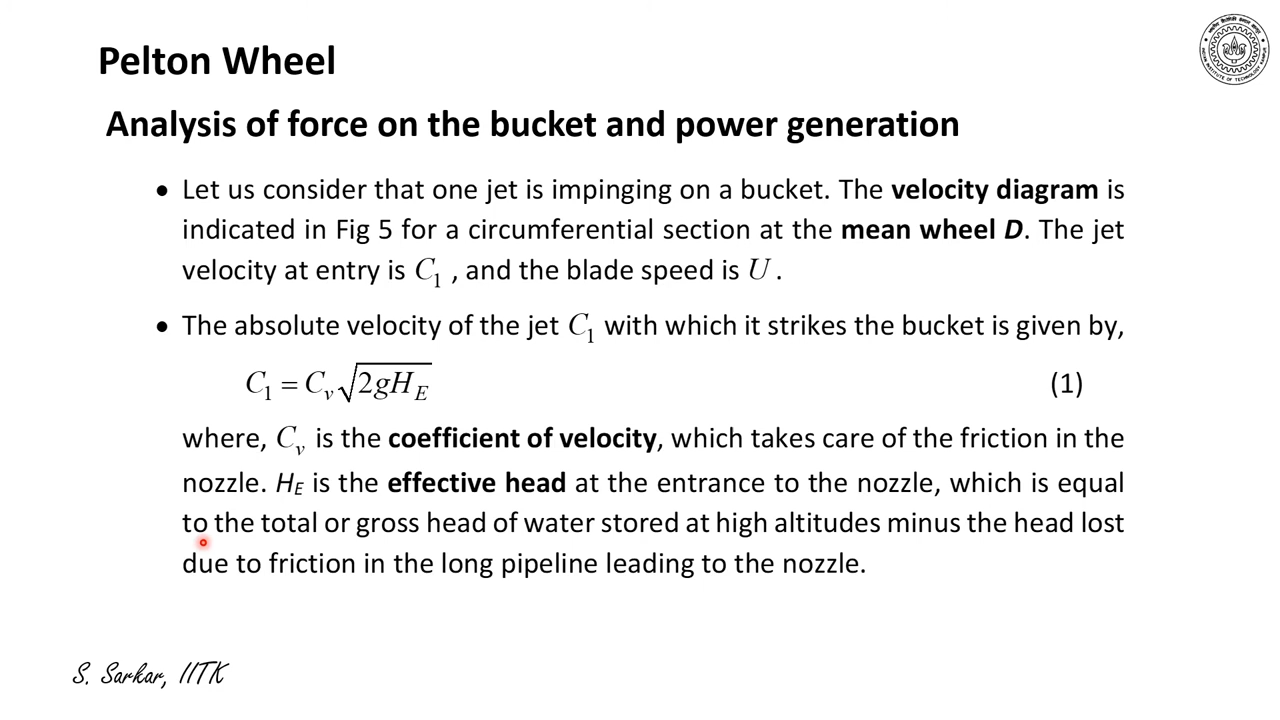 Pelton Wheel
Analysis of force on the bucket and power generation
• Let us consider that one jet is impinging on a bucket. The velocity diagram is
indicated in Fig 5 for a circumferential section at the mean wheel D. The jet
velocity at entry is C₁ , and the blade speed is U .
• The absolute velocity of the jet C₁ with which it strikes the bucket is given by,
C₁ = Cᵥ√2gH_E (1)
where, Cᵥ is the coefficient of velocity, which takes care of the friction in the
nozzle. H_E is the effective head at the entrance to the nozzle, which is equal
to the total or gross head of water stored at high altitudes minus the head lost
due to friction in the long pipeline leading to the nozzle.
S. Sarkar, IITK